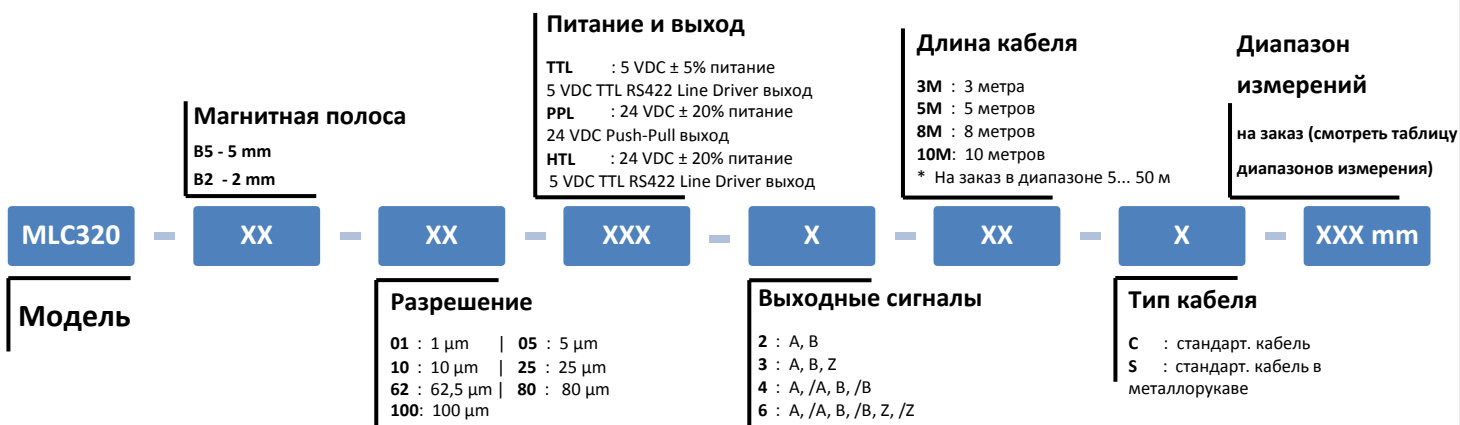 Питание и выход
TTL : 5 VDC ± 5% питание
5 VDC TTL RS422 Line Driver выход
PPL : 24 VDC ± 20% питание
24 VDC Push-Pull выход
HTL : 24 VDC ± 20% питание
5 VDC TTL RS422 Line Driver выход
Длина кабеля
3M : 3 метра
5M : 5 метров
8M : 8 метров
10M: 10 метров
* На заказ в диапазоне 5... 50 м
Диапазон
измерений
на заказ (смотреть таблицу
диапазонов измерения)
Магнитная полоса
B5 - 5 mm
B2 - 2 mm
MLC320 - XX - XX - XXX - X - XX - X - XXX mm
Модель
Разрешение
01 : 1 µm | 05 : 5 µm
10 : 10 µm | 25 : 25 µm
62 : 62,5 µm | 80 : 80 µm
100: 100 µm
Выходные сигналы
2 : A, B
3 : A, B, Z
4 : A, /A, B, /B
6 : A, /A, B, /B, Z, /Z
Тип кабеля
C : стандарт. кабель
S : стандарт. кабель в
металлорукаве